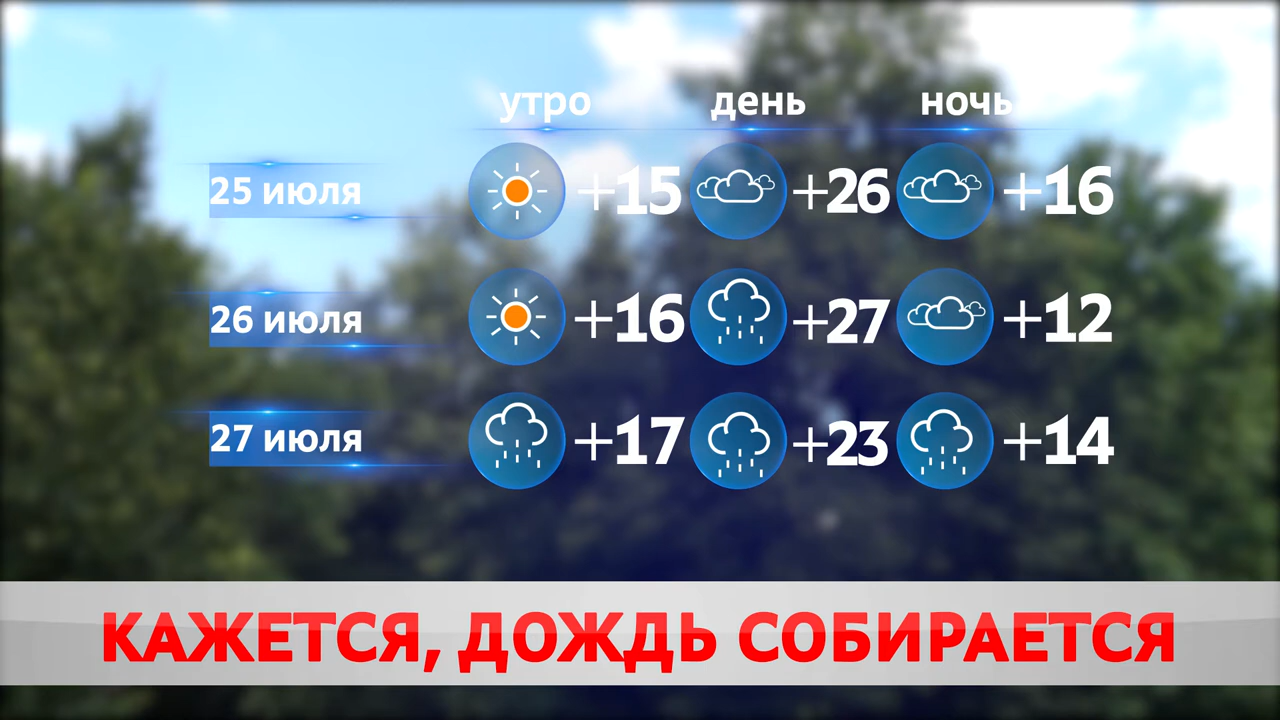 утро день ночь
25 июля +15 +26 +16
26 июля +16 +27 +12
27 июля +17 +23 +14
КАЖЕТСЯ, ДОЖДЬ СОБИРАЕТСЯ